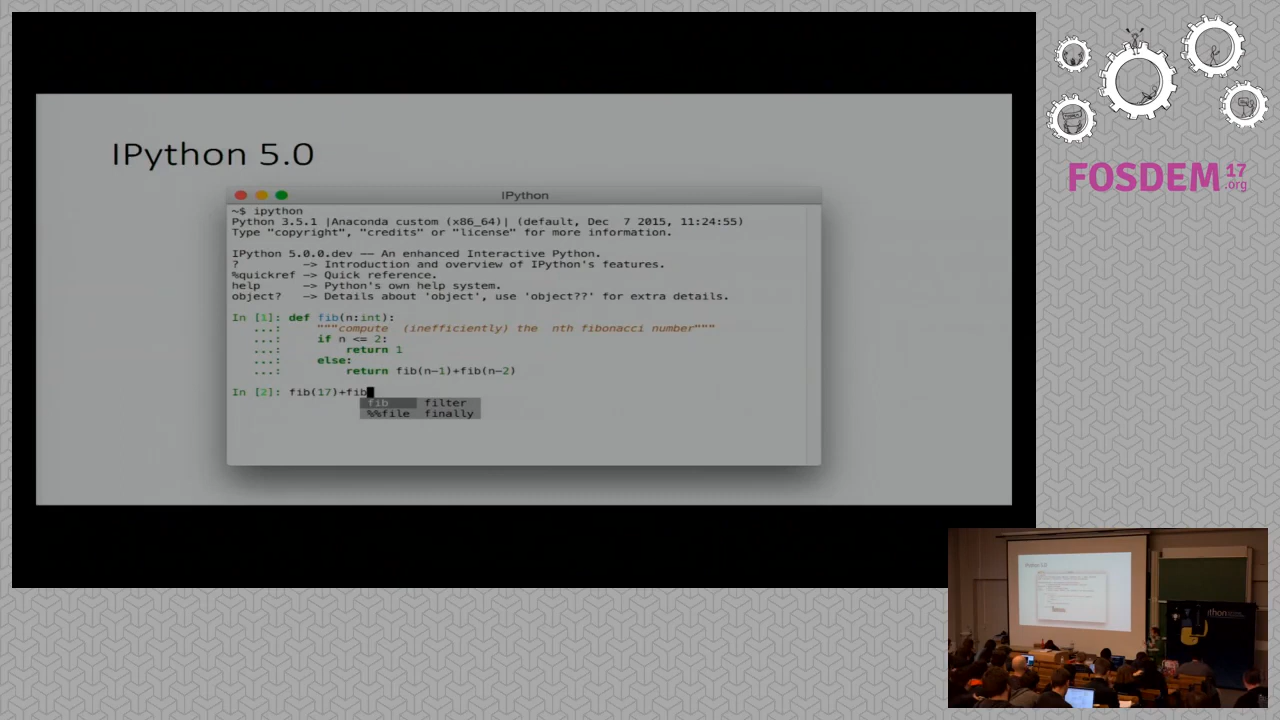 IPython 5.0
IPython
~$ ipython
Python 3.5.1 |Anaconda custom (x86_64)| (default, Dec  7 2015, 11:24:55)
Type "copyright", "credits" or "license" for more information.
IPython 5.0.0.dev –– An enhanced Interactive Python.
?         –> Introduction and overview of IPython's features.
%quickref –> Quick reference.
help      –> Python's own help system.
object?   –> Details about 'object', use 'object??' for extra details.
In [1]: def fib(n:int):
   ...:     """compute  (inefficiently) the  nth fibonacci number"""
   ...:     if n <= 2:
   ...:         return 1
   ...:     else:
   ...:         return fib(n–1)+fib(n–2)
In [2]: fib(17)+fib
fib filter
%%file finally
FOSDEM 17
.org
IPython 5.0
thon